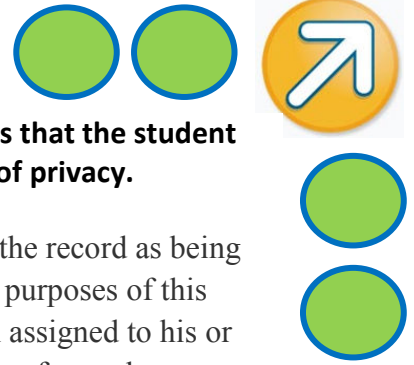 s that the student
of privacy.
the record as being
purposes of this
assigned to his or